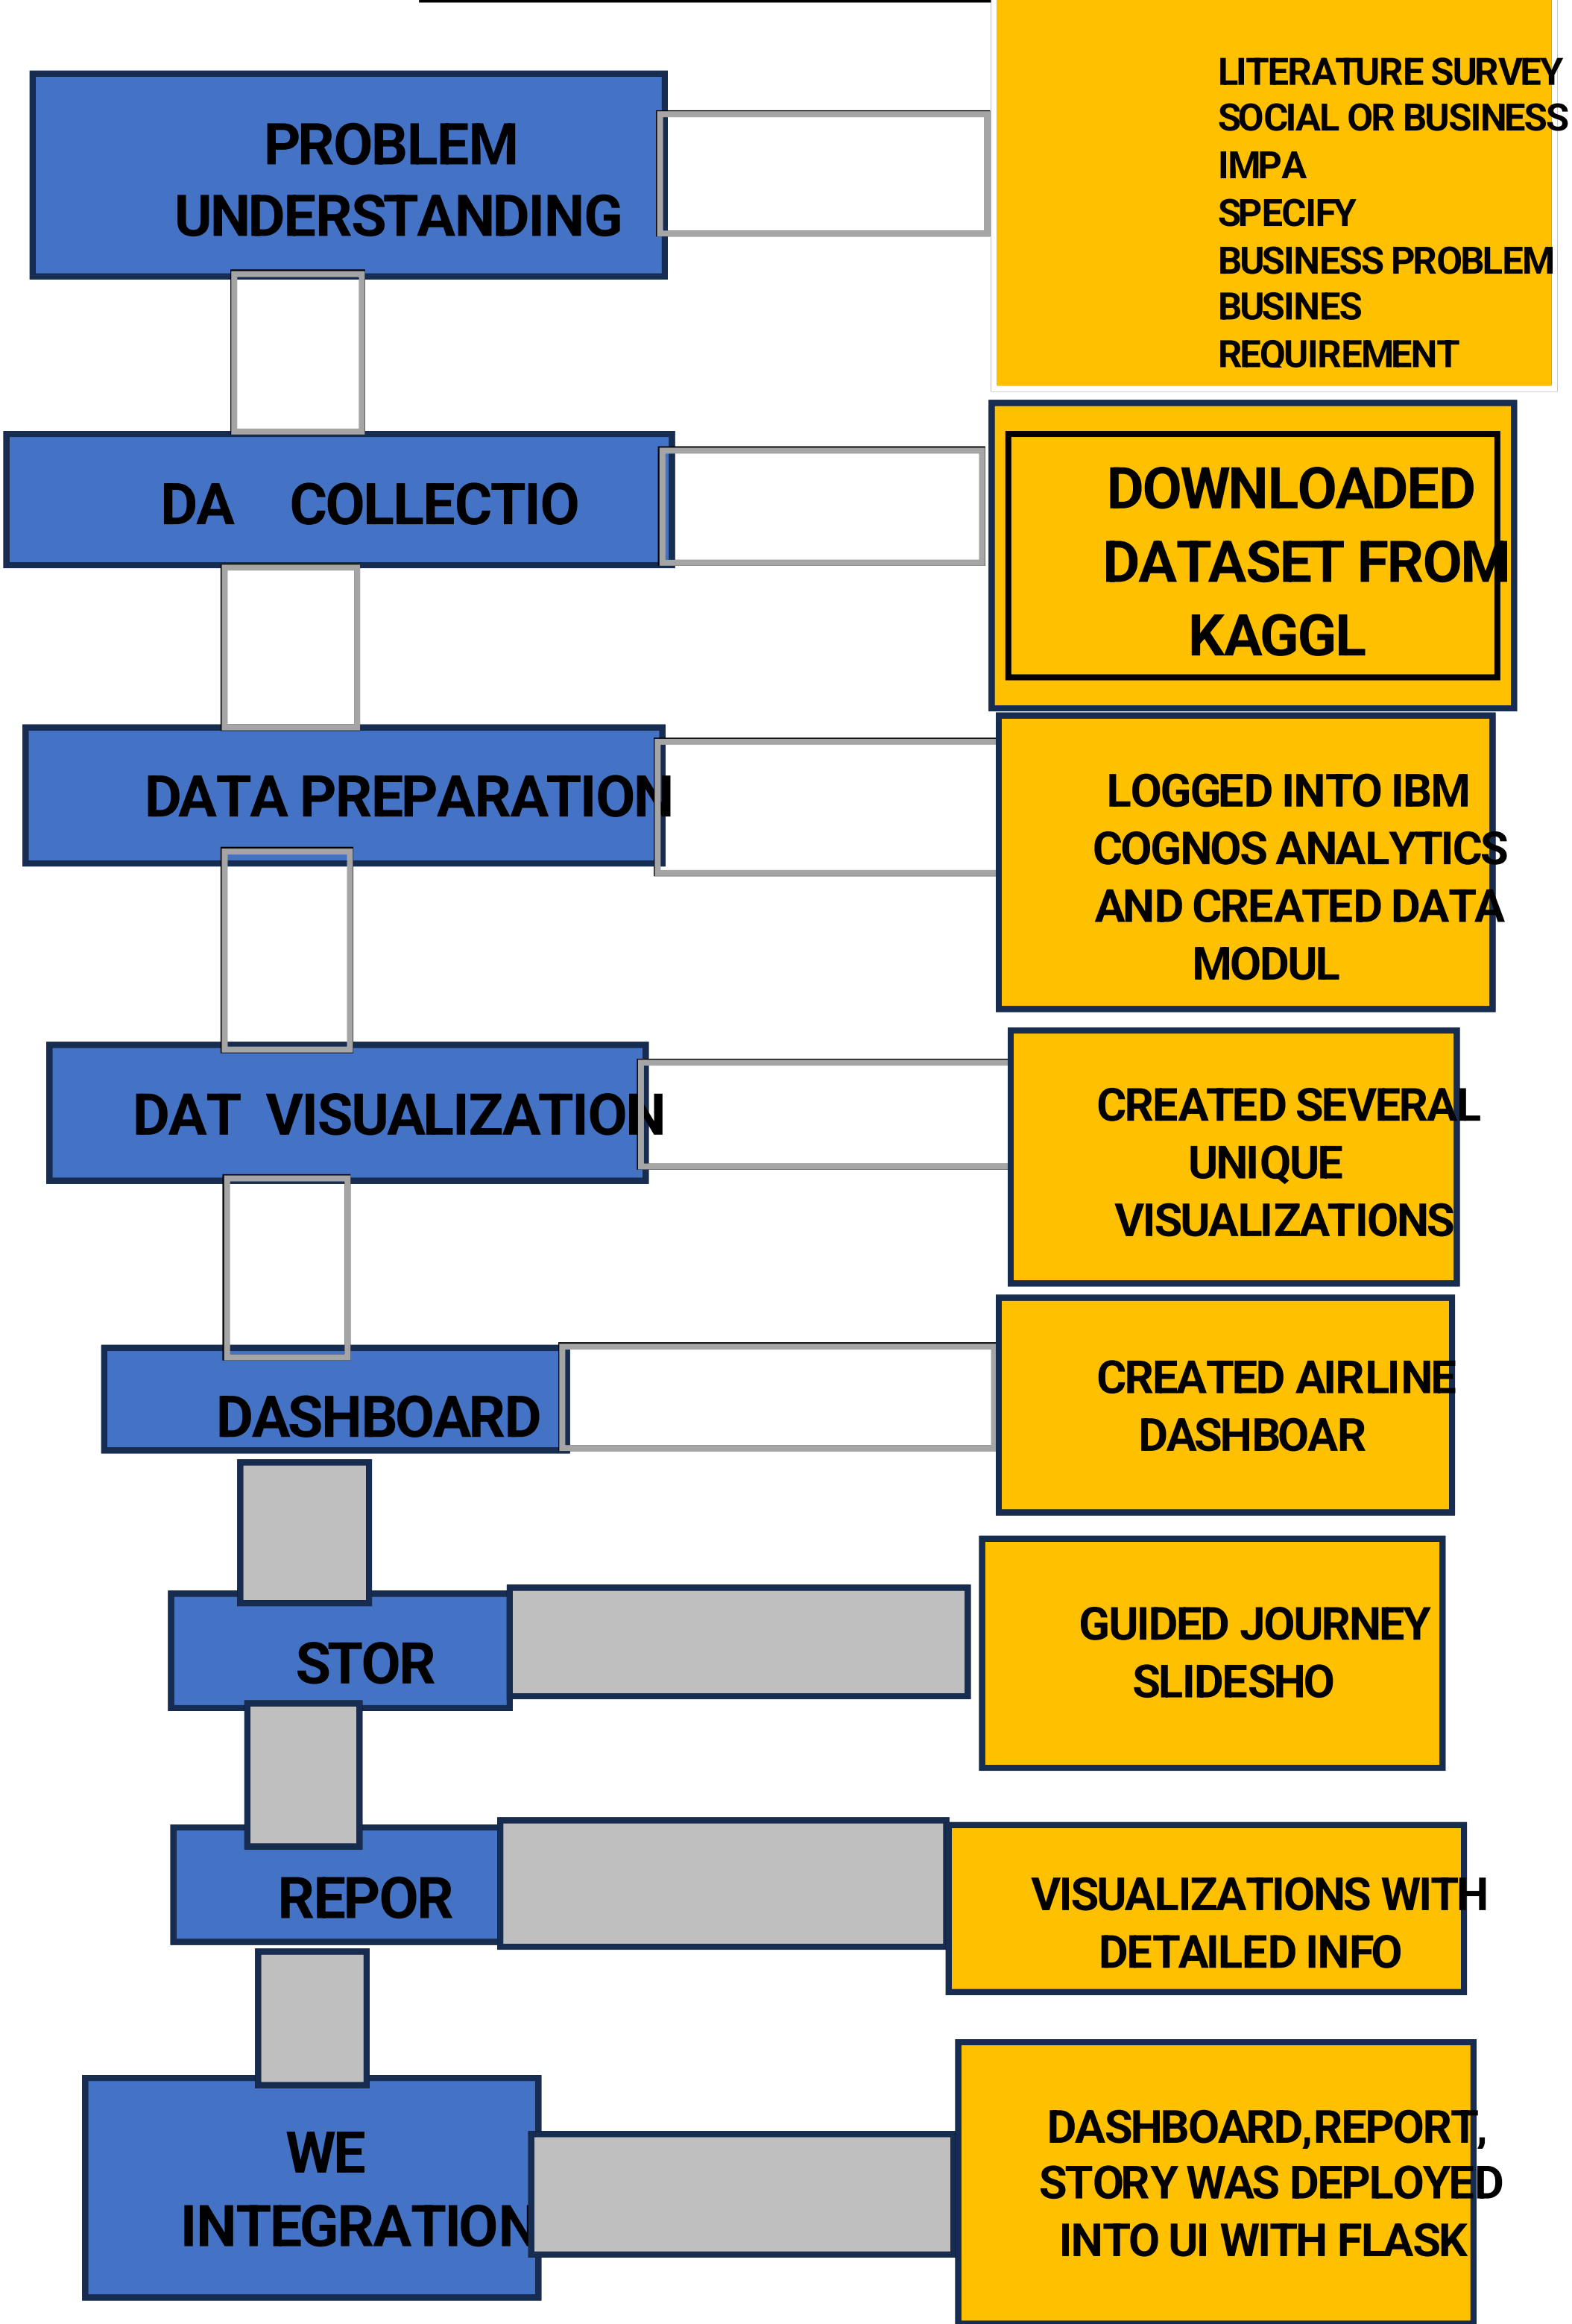 LITERATURE SURVEY
SOCIAL OR BUSINESS
IMPA
SPECIFY
BUSINESS PROBLEM
BUSINES
REQUIREMENT
PROBLEM
UNDERSTANDING
DA COLLECTIO
DOWNLOADED
DATASET FROM
KAGGL
DATA PREPARATION
LOGGED INTO IBM
COGNOS ANALYTICS
AND CREATED DATA
MODUL
DAT VISUALIZATION
CREATED SEVERAL
UNIQUE
VISUALIZATIONS
DASHBOARD
CREATED AIRLINE
DASHBOAR
STOR
GUIDED JOURNEY
SLIDESHO
REPOR
VISUALIZATIONS WITH
DETAILED INFO
WE
INTEGRATION
DASHBOARD,REPORT,
STORY WAS DEPLOYED
INTO UI WITH FLASK